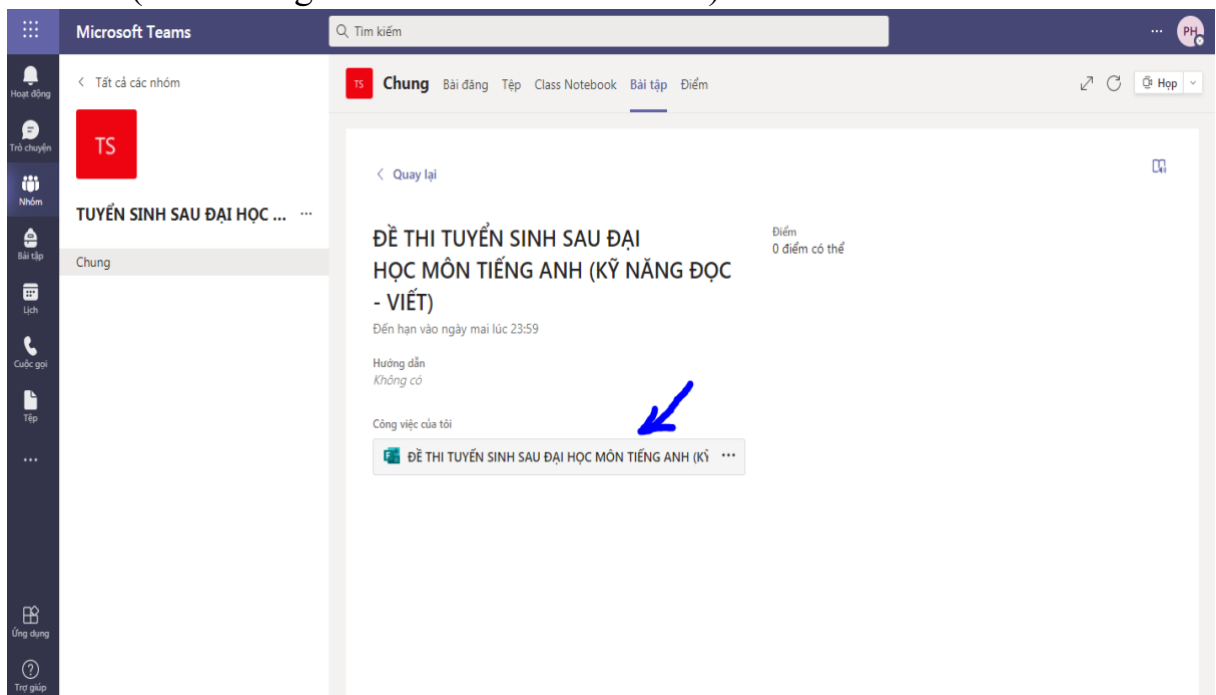 Microsoft Teams
Tìm kiếm
PH
Hoạt động
Trò chuyện
Nhóm
Bài tập
Lịch
Cuộc gọi
Tệp
Ứng dụng
Trợ giúp
Tất cả các nhóm
TS
TUYỂN SINH SAU ĐẠI HỌC ...
Chung
TS Chung Bài đăng Tệp Class Notebook Bài tập Điểm
Họp
Quay lại
ĐỀ THI TUYỂN SINH SAU ĐẠI
HỌC MÔN TIẾNG ANH (KỸ NĂNG ĐỌC
- VIẾT)
Đến hạn vào ngày mai lúc 23:59
Điểm
0 điểm có thể
Hướng dẫn
Không có
Công việc của tôi
ĐỀ THI TUYỂN SINH SAU ĐẠI HỌC MÔN TIẾNG ANH (KỸ